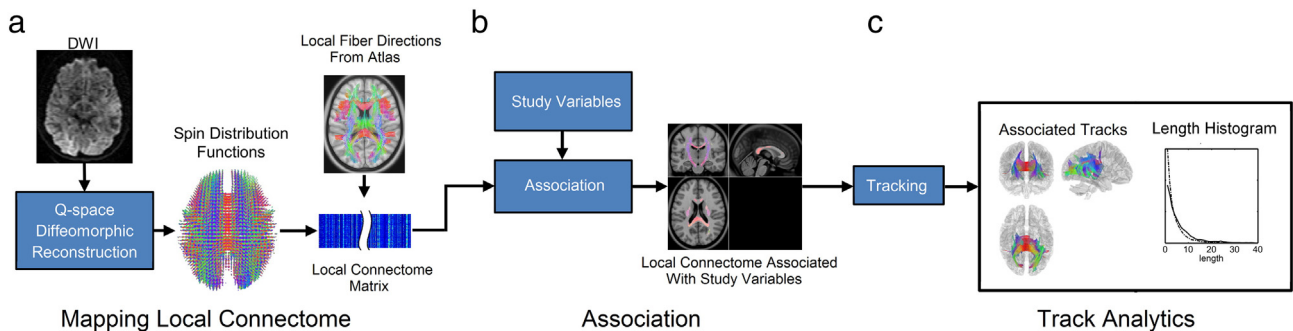 a
DWI
Q-space
Diffeomorphic
Reconstruction
Spin Distribution
Functions
Local Fiber Directions
From Atlas
Local Connectome
Matrix
Mapping Local Connectome
b
Study Variables
Association
Local Connectome Associated
With Study Variables
Association
c
Tracking
Associated Tracks
Length Histogram
0 10 20 30 40
length
Track Analytics